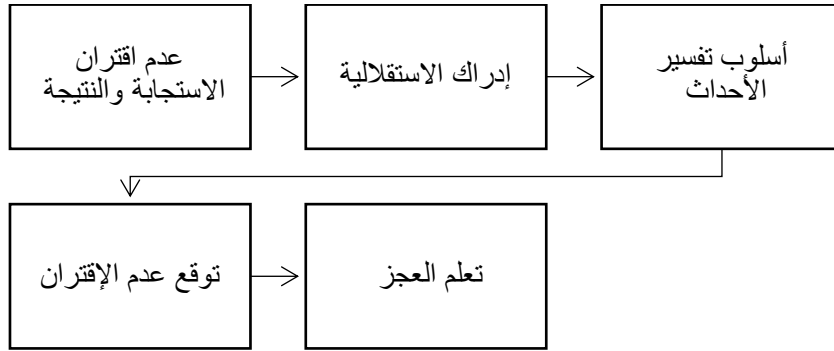 عدم اقتران
الاستجابة والنتيجة
إدراك الاستقلالية
أسلوب تفسير
الأحداث
توقع عدم الإقتران
تعلم العجز